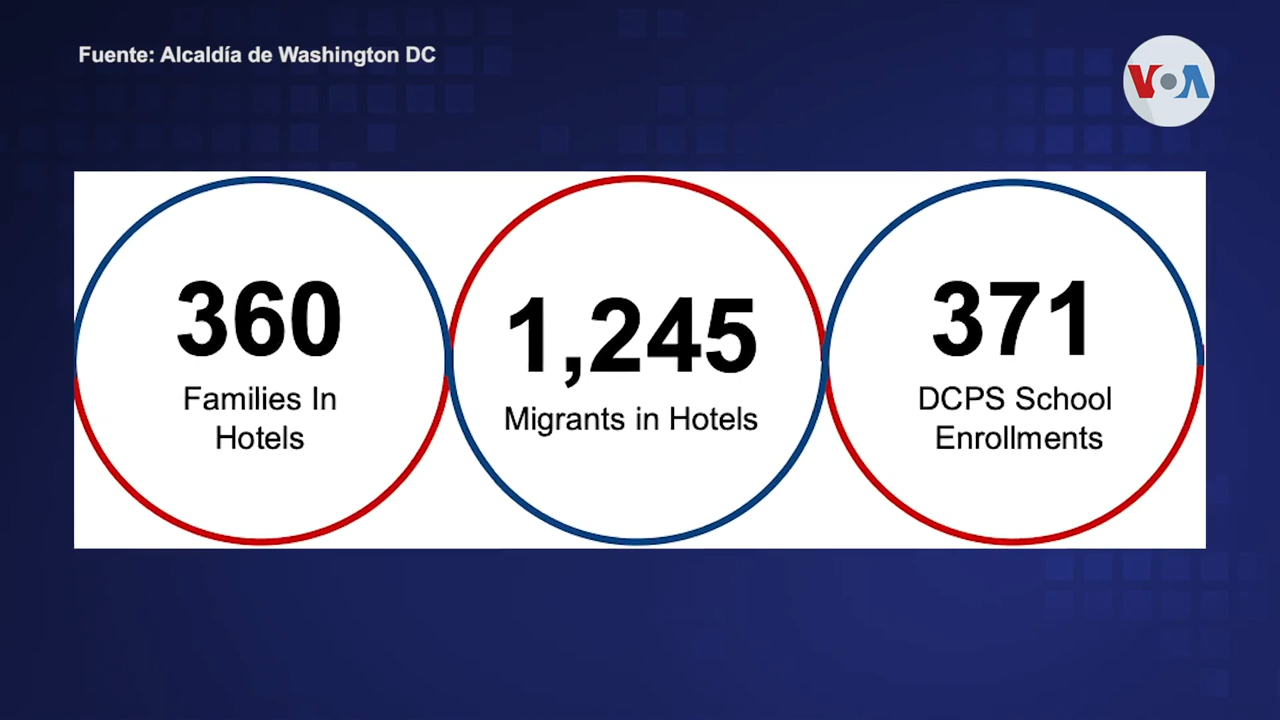 Fuente: Alcaldía de Washington DC
VOA
360
Families In
Hotels
1,245
Migrants in Hotels
371
DCPS School
Enrollments